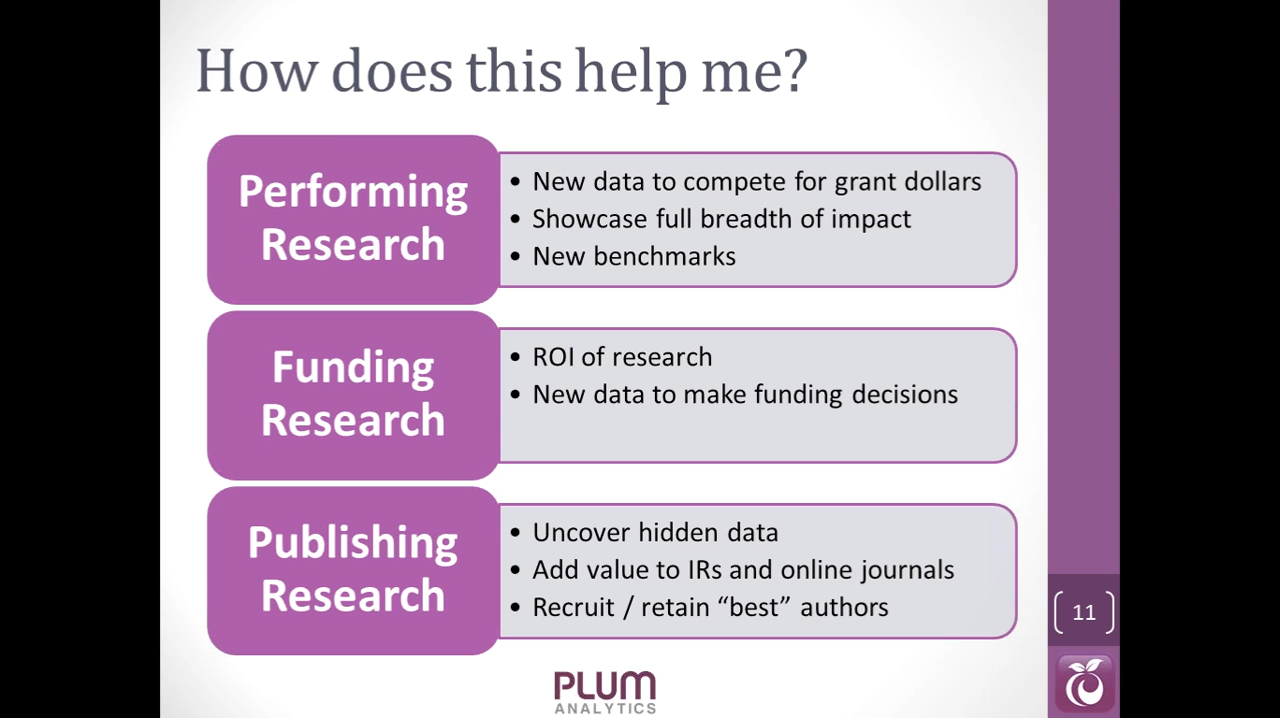 How does this help me?
Performing
Research
• New data to compete for grant dollars
• Showcase full breadth of impact
• New benchmarks
Funding
Research
• ROI of research
• New data to make funding decisions
Publishing
Research
• Uncover hidden data
• Add value to IRs and online journals
• Recruit / retain “best” authors
11
PLUM
ANALYTICS